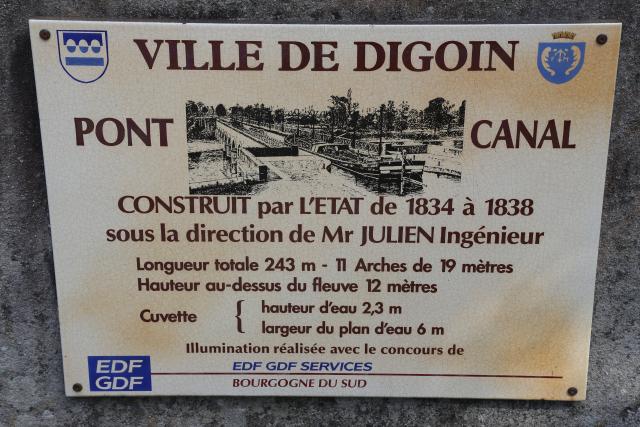 VILLE DE DIGOIN
PONT CANAL
CONSTRUIT par L'ETAT de 1834 à 1838
sous la direction de Mr JULIEN Ingénieur
Longueur totale 243 m - 11 Arches de 19 mètres
Hauteur au-dessus du fleuve 12 mètres
Cuvette { hauteur d'eau 2,3 m
largeur du plan d'eau 6 m
Illumination réalisée avec le concours de
EDF EDF GDF SERVICES
GDF BOURGOGNE DU SUD